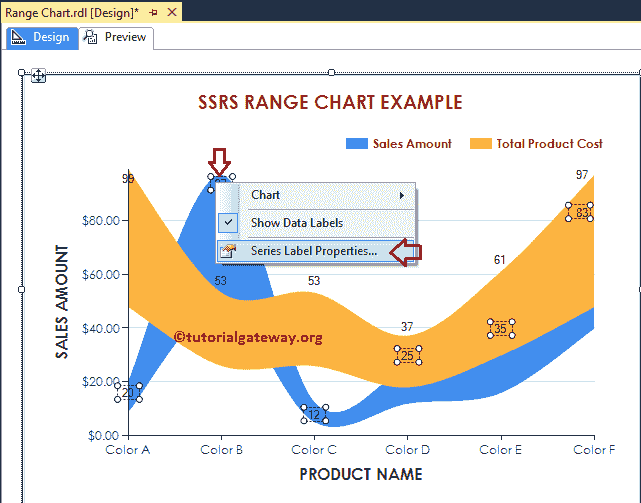 Range Chart.rdl [Design]*
Design Preview
SSRS RANGE CHART EXAMPLE
Sales Amount Total Product Cost
97
83
Chart
Show Data Labels
Series Label Properties...
$80.00
$60.00
$40.00
$20.00
$0.00
SALES AMOUNT
53
53
61
37
35
25
©tutorialgateway.org
20
12
Color A Color B Color C Color D Color E Color F
PRODUCT NAME